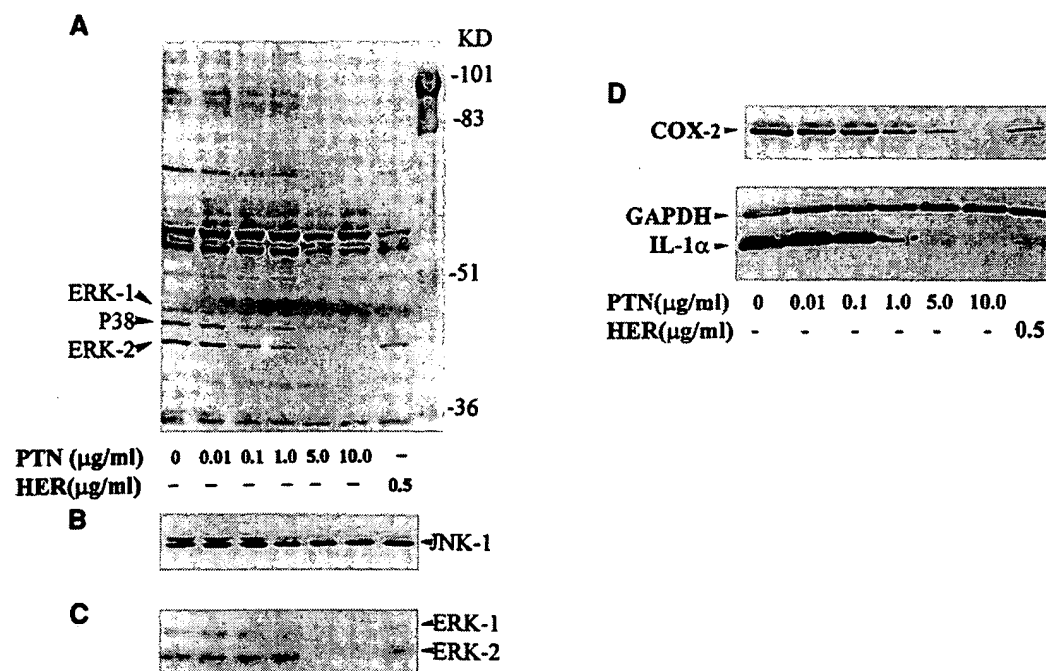 A
KD
-101
-83
-51
-36
ERK-1
P38
ERK-2
PTN (μg/ml) 0 0.01 0.1 1.0 5.0 10.0 –
HER(μg/ml) – – – – – – 0.5
B
JNK-1
C
ERK-1
ERK-2
D
COX-2
GAPDH
IL-1α
PTN(μg/ml) 0 0.01 0.1 1.0 5.0 10.0
HER(μg/ml) - - - - - - 0.5